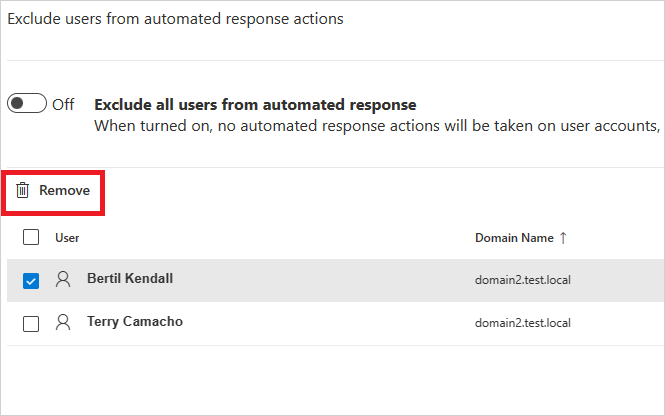 Exclude users from automated response actions
Off Exclude all users from automated response
When turned on, no automated response actions will be taken on user accounts,
Remove
User Domain Name ↑
Bertil Kendall domain2.test.local
Terry Camacho domain2.test.local